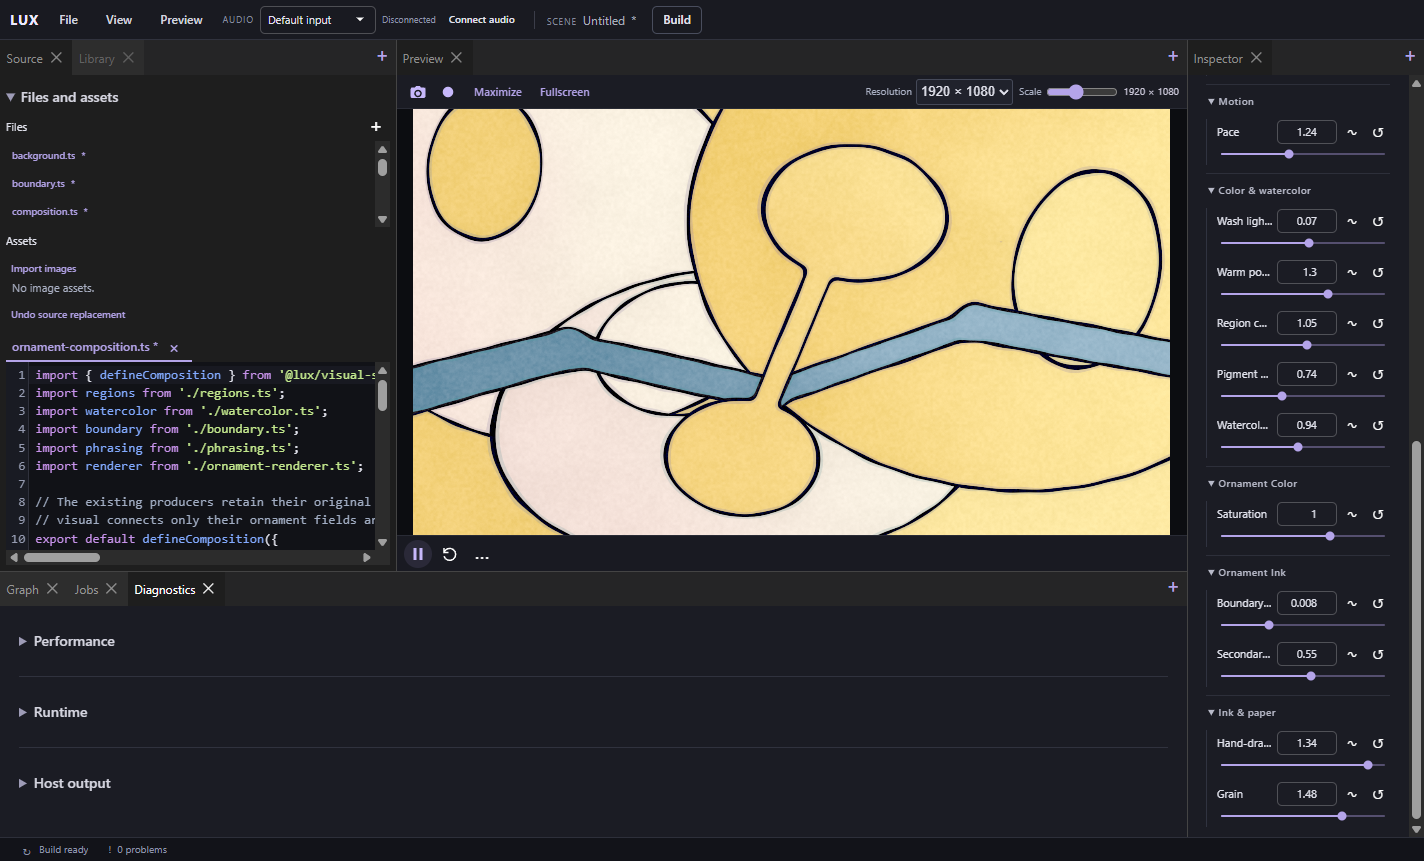 LUX File View Preview AUDIO Default input Disconnected Connect audio SCENE Untitled * Build
Source Library
Files and assets
Files
background.ts *
boundary.ts *
composition.ts *
Assets
Import images
No image assets.
Undo source replacement
ornament-composition.ts *
1 import { defineComposition } from '@lux/visual-s
2 import regions from './regions.ts';
3 import watercolor from './watercolor.ts';
4 import boundary from './boundary.ts';
5 import phrasing from './phrasing.ts';
6 import renderer from './ornament-renderer.ts';
7
8 // The existing producers retain their original
9 // visual connects only their ornament fields an
10 export default defineComposition({
Preview
Maximize Fullscreen Resolution 1920 × 1080 Scale 1920 × 1080
...
Inspector
Motion
Pace 1.24
Color & watercolor
Wash ligh... 0.07
Warm po... 1.3
Region c... 1.05
Pigment ... 0.74
Watercol... 0.94
Ornament Color
Saturation 1
Ornament Ink
Boundary... 0.008
Secondar... 0.55
Ink & paper
Hand-dra... 1.34
Grain 1.48
Graph Jobs Diagnostics
Performance
Runtime
Host output
Build ready ! 0 problems